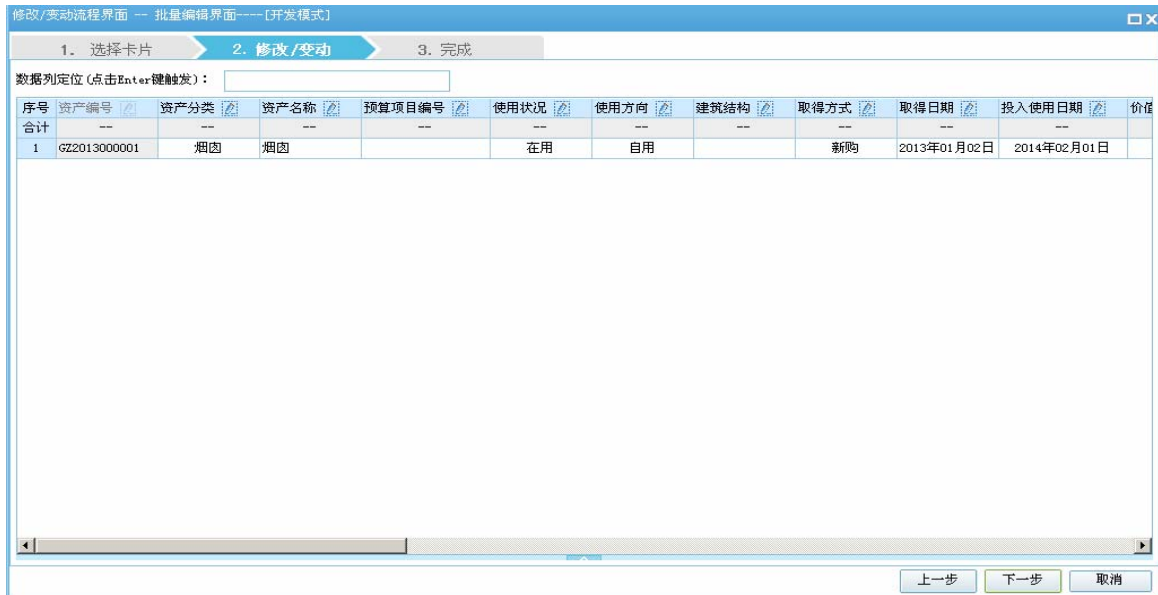 修改/变动流程界面 -- 批量编辑界面----[开发模式]
1. 选择卡片 2. 修改/变动 3. 完成
数据列定位(点击Enter键触发):
序号 资产编号 资产分类 资产名称 预算项目编号 使用状况 使用方向 建筑结构 取得方式 取得日期 投入使用日期 价值
合计 -- -- -- -- -- -- -- -- -- --
1 GZ2013000001 烟囱 烟囱 在用 自用 新购 2013年01月02日 2014年02月01日
上一步 下一步 取消